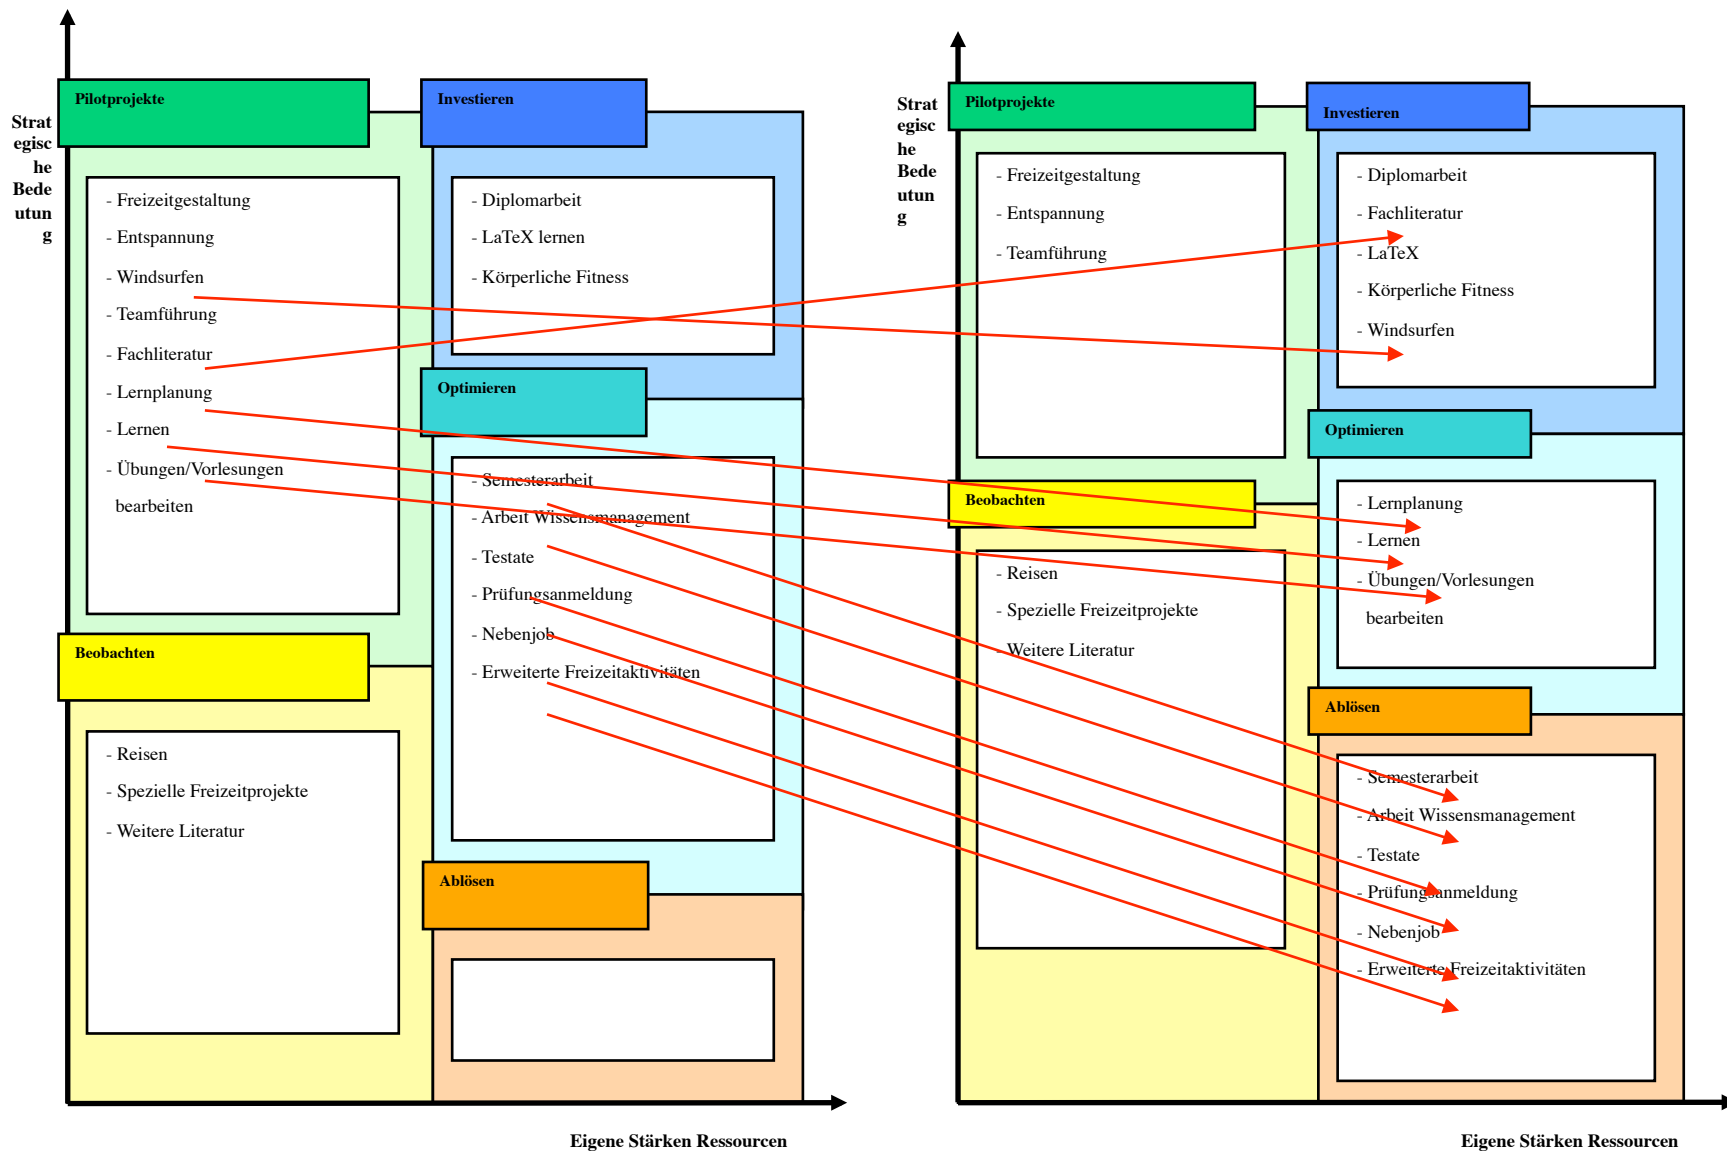 Strat
egisc
he
Bede
utun
g
Pilotprojekte
- Freizeitgestaltung
- Entspannung
- Windsurfen
- Teamführung
- Fachliteratur
- Lernplanung
- Lernen
- Übungen/Vorlesungen
bearbeiten
Investieren
- Diplomarbeit
- LaTeX lernen
- Körperliche Fitness
Optimieren
- Semesterarbeit
- Arbeit Wissensmanagement
- Testate
- Prüfungsanmeldung
- Nebenjob
- Erweiterte Freizeitaktivitäten
Beobachten
- Reisen
- Spezielle Freizeitprojekte
- Weitere Literatur
Ablösen
Eigene Stärken Ressourcen
Strat
egisc
he
Bede
utun
g
Pilotprojekte
- Freizeitgestaltung
- Entspannung
- Teamführung
Investieren
- Diplomarbeit
- Fachliteratur
- LaTeX
- Körperliche Fitness
- Windsurfen
Optimieren
- Lernplanung
- Lernen
- Übungen/Vorlesungen
bearbeiten
Beobachten
- Reisen
- Spezielle Freizeitprojekte
- Weitere Literatur
Ablösen
- Semesterarbeit
- Arbeit Wissensmanagement
- Testate
- Prüfungsanmeldung
- Nebenjob
- Erweiterte Freizeitaktivitäten
Eigene Stärken Ressourcen